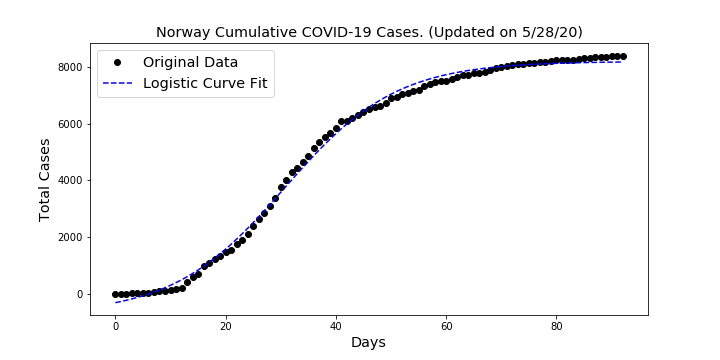 Norway Cumulative COVID-19 Cases. (Updated on 5/28/20)
Original Data
Logistic Curve Fit
Total Cases
8000
6000
4000
2000
0
0 20 40 60 80
Days